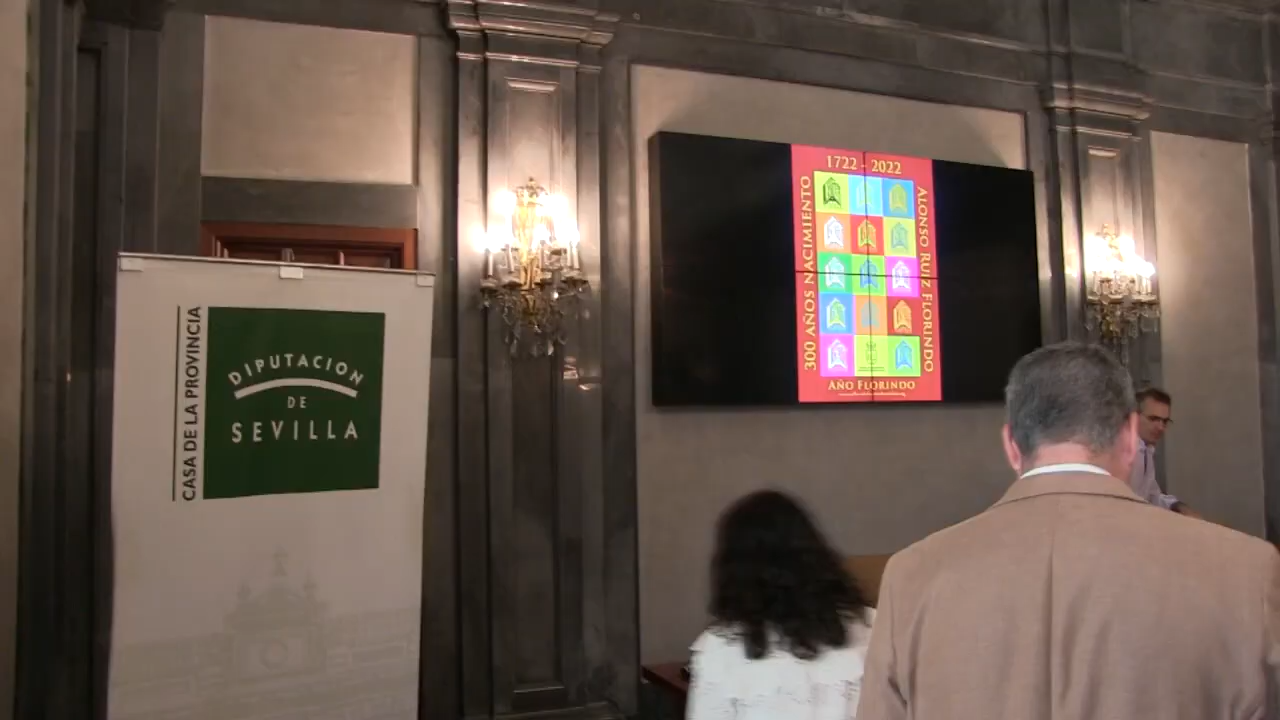 CASA DE LA PROVINCIA
DIPUTACION
DE
SEVILLA
1722 - 2022
300 AÑOS NACIMIENTO
ALONSO RUIZ FLORINDO
AÑO FLORINDO